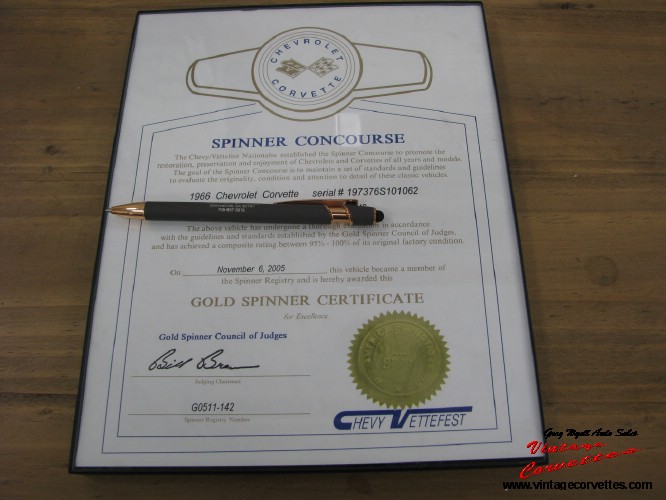 CHEVROLET
CORVETTE
SPINNER CONCOURSE
The Chevy/Vettefest Nationals established the Spinner Concourse to promote the
restoration, preservation and enjoyment of Chevrolets and Corvettes of all years and models.
The goal of the Spinner Concourse is to maintain a set of standards and guidelines
to evaluate the originality, condition and attention to detail of these classic vehicles.
1966 Chevrolet Corvette serial # 197376S101062
The above vehicle has undergone a thorough in accordance
with the guidelines and standards established by the Gold Spinner Council of Judges,
and has achieved a composite rating between 95% - 100% of its original factory condition.
On November 6, 2005 this vehicle became a member of
the Spinner Registry and is hereby awarded this
GOLD SPINNER CERTIFICATE
for Excellence
Gold Spinner Council of Judges
Bill
Judging Chairman
G0511-142
Spinner Registry Number
CHEVY VETTEFEST
Greg Wyatt Auto Sales
Vintage
Corvettes
www.vintagecorvettes.com